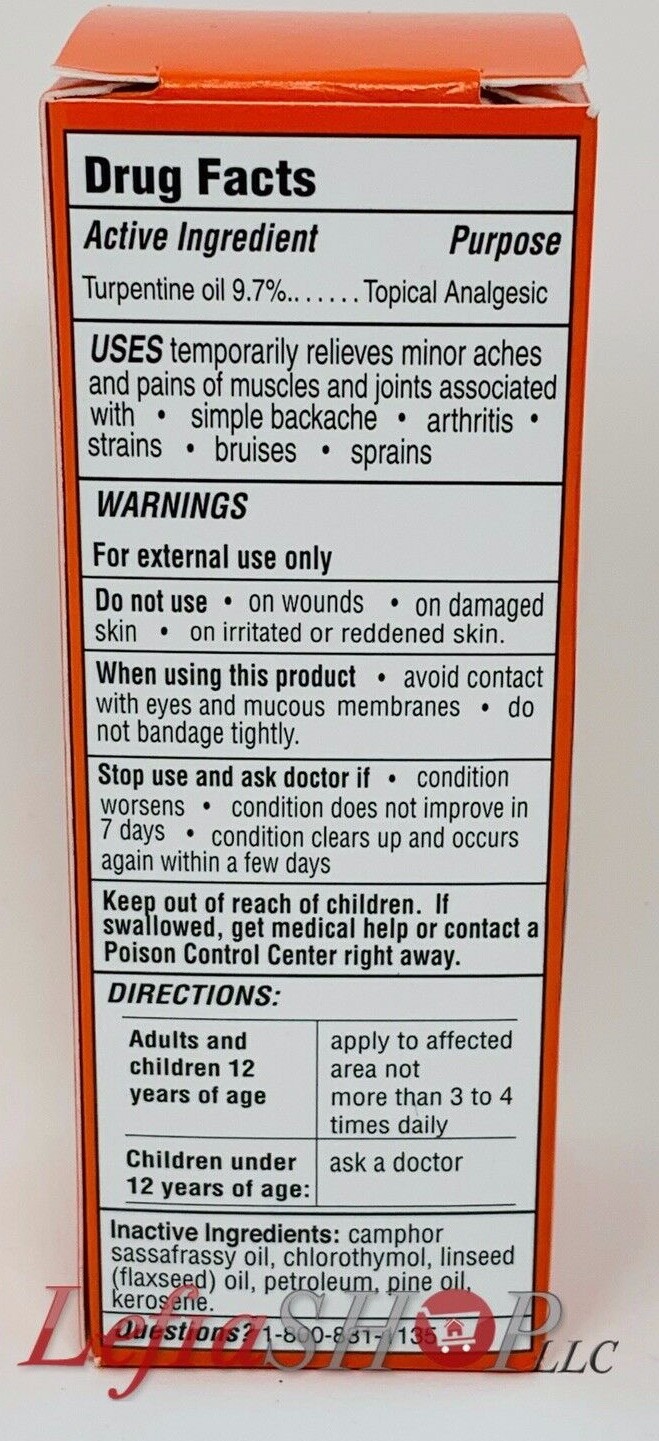 Drug Facts
Active Ingredient Purpose
Turpentine oil 9.7%........Topical Analgesic
USES temporarily relieves minor aches
and pains of muscles and joints associated
with • simple backache • arthritis •
strains • bruises • sprains
WARNINGS
For external use only
Do not use • on wounds • on damaged
skin • on irritated or reddened skin.
When using this product • avoid contact
with eyes and mucous membranes • do
not bandage tightly.
Stop use and ask doctor if • condition
worsens • condition does not improve in
7 days • condition clears up and occurs
again within a few days
Keep out of reach of children. If
swallowed, get medical help or contact a
Poison Control Center right away.
DIRECTIONS:
Adults and
children 12
years of age
apply to affected
area not
more than 3 to 4
times daily
Children under
12 years of age:
ask a doctor
Inactive Ingredients: camphor
sassafrassy oil, chlorothymol, linseed
(flaxseed) oil, petroleum, pine oil,
kerosene.
Questions? 1-800-831-1135
LefiaSHOP LLC